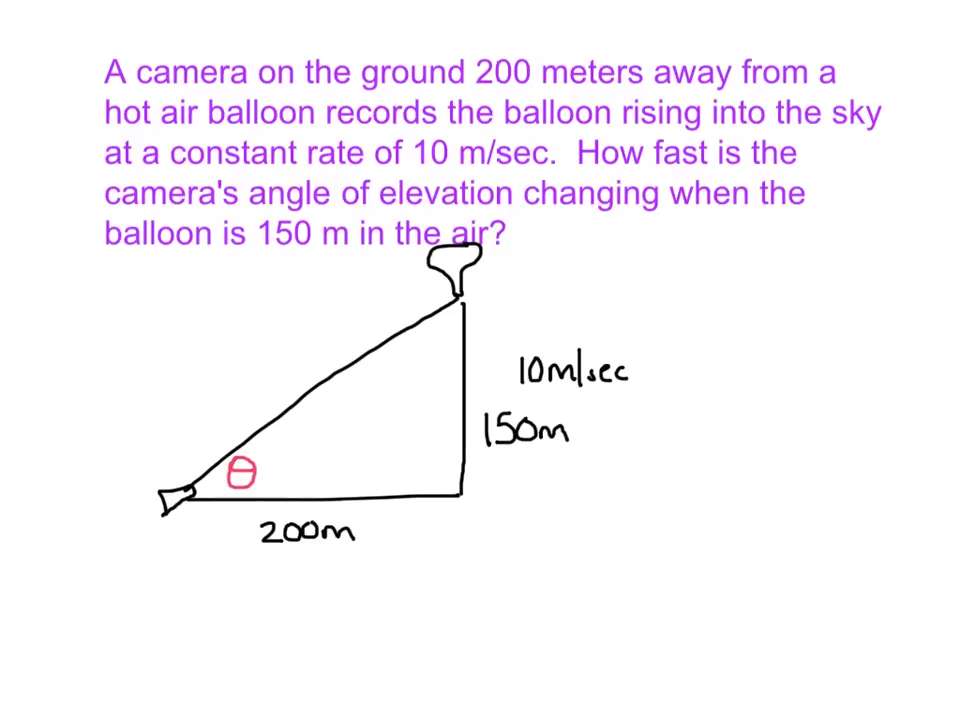 A camera on the ground 200 meters away from a
hot air balloon records the balloon rising into the sky
at a constant rate of 10 m/sec.  How fast is the
camera's angle of elevation changing when the
balloon is 150 m in the air?
10m/sec
150m
θ
200m